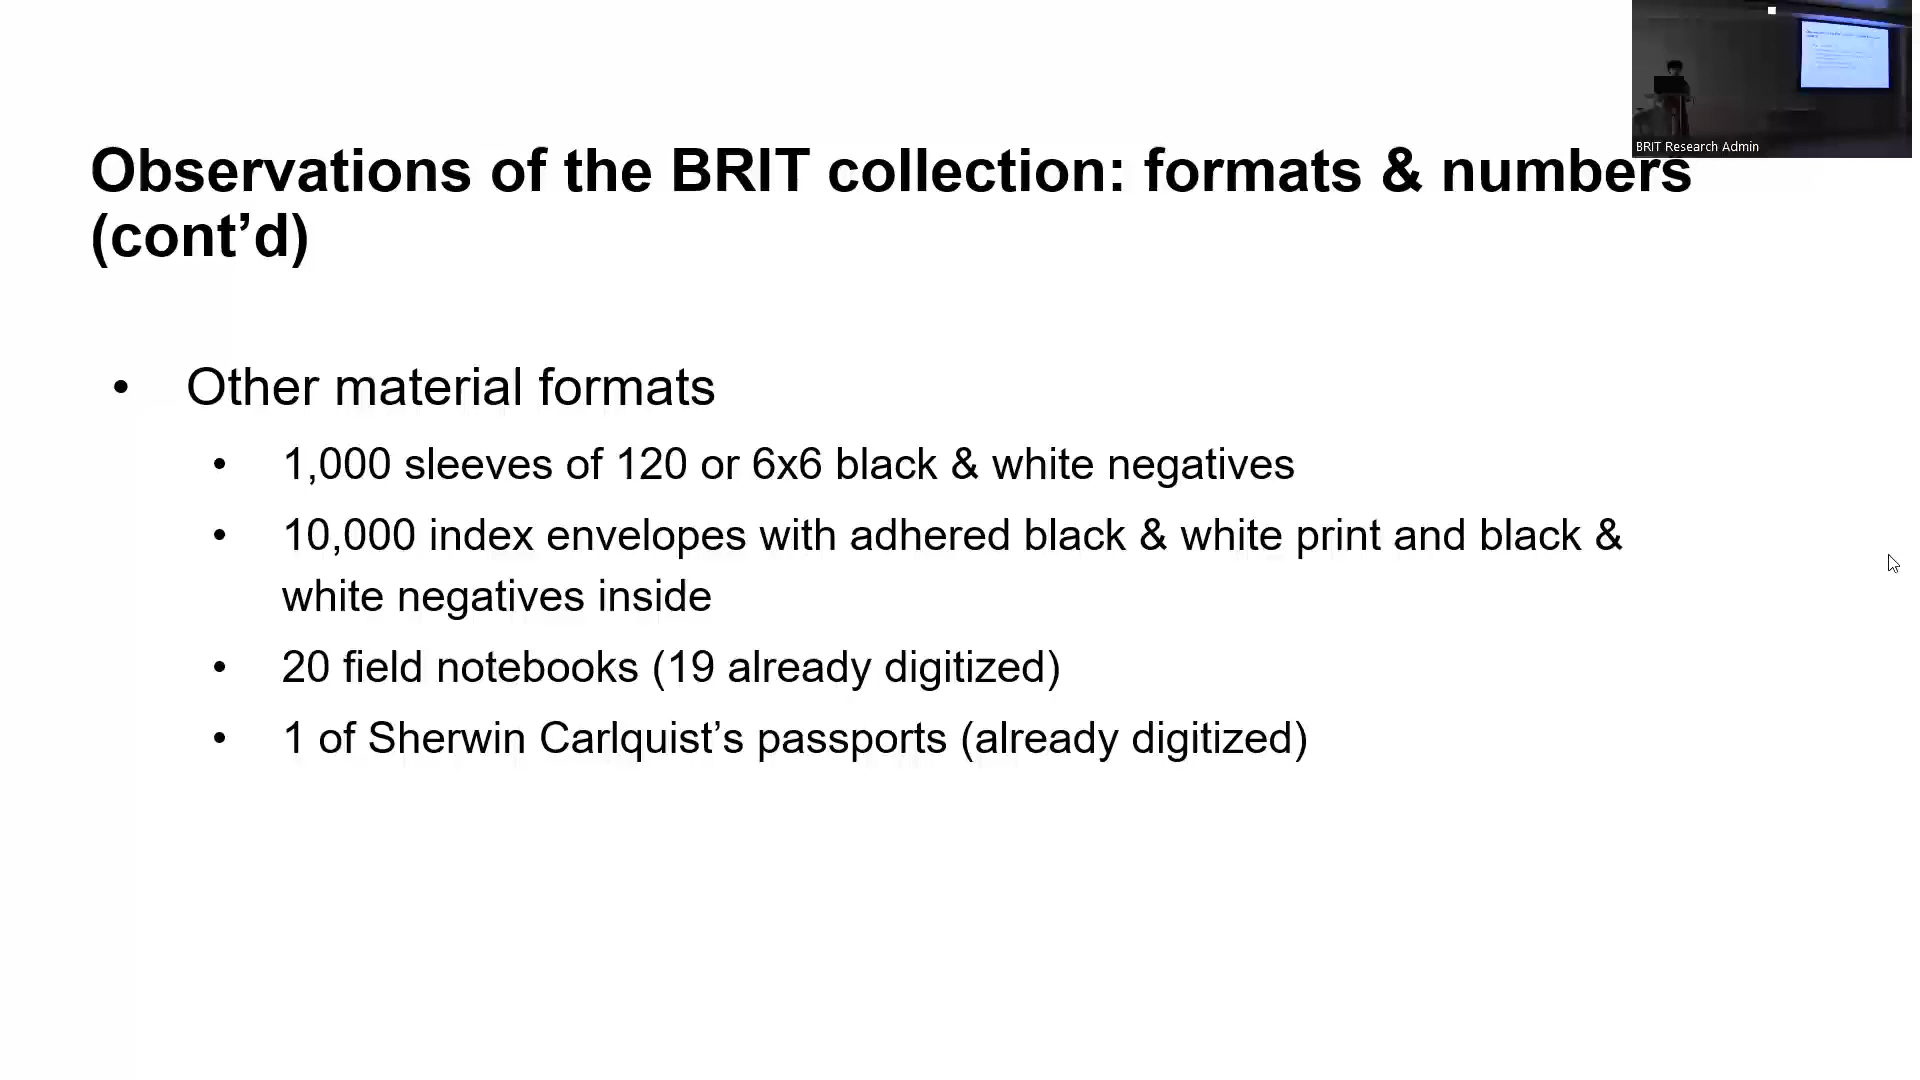 BRIT Research Admin
Observations of the BRIT collection: formats & numbers
(cont’d)
• Other material formats
• 1,000 sleeves of 120 or 6x6 black & white negatives
• 10,000 index envelopes with adhered black & white print and black &
white negatives inside
• 20 field notebooks (19 already digitized)
• 1 of Sherwin Carlquist’s passports (already digitized)